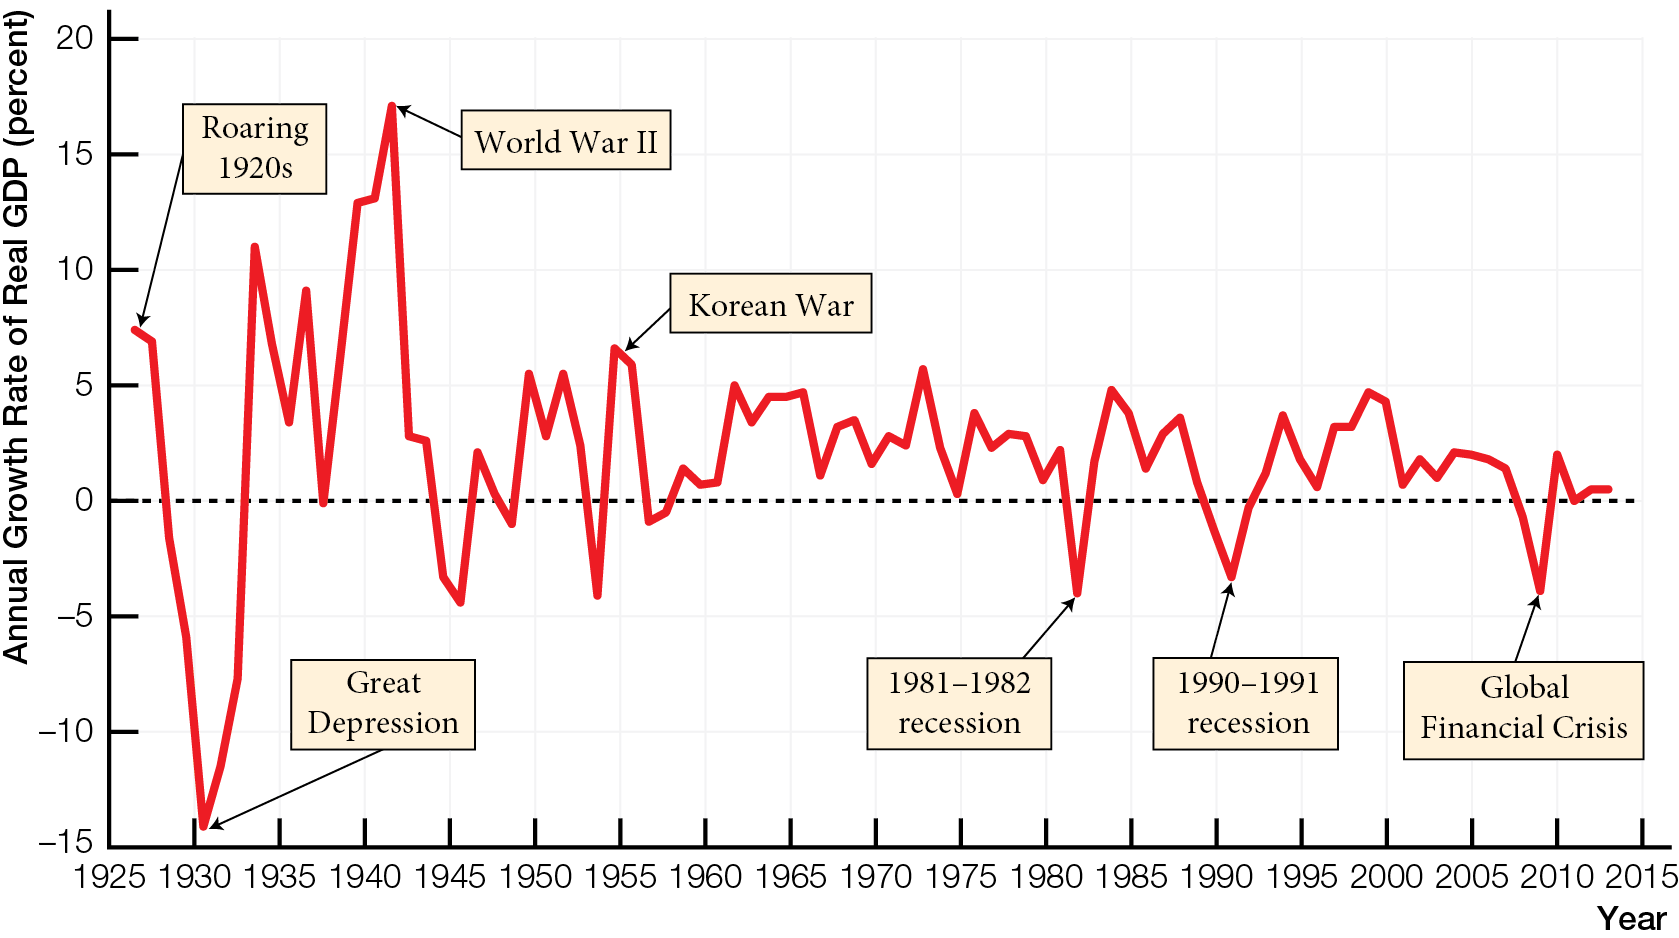 Annual Growth Rate of Real GDP (percent)
20
15
10
5
0
–5
–10
–15
Roaring
1920s
World War II
Korean War
Great
Depression
1981–1982
recession
1990–1991
recession
Global
Financial Crisis
1925 1930 1935 1940 1945 1950 1955 1960 1965 1970 1975 1980 1985 1990 1995 2000 2005 2010 2015
Year